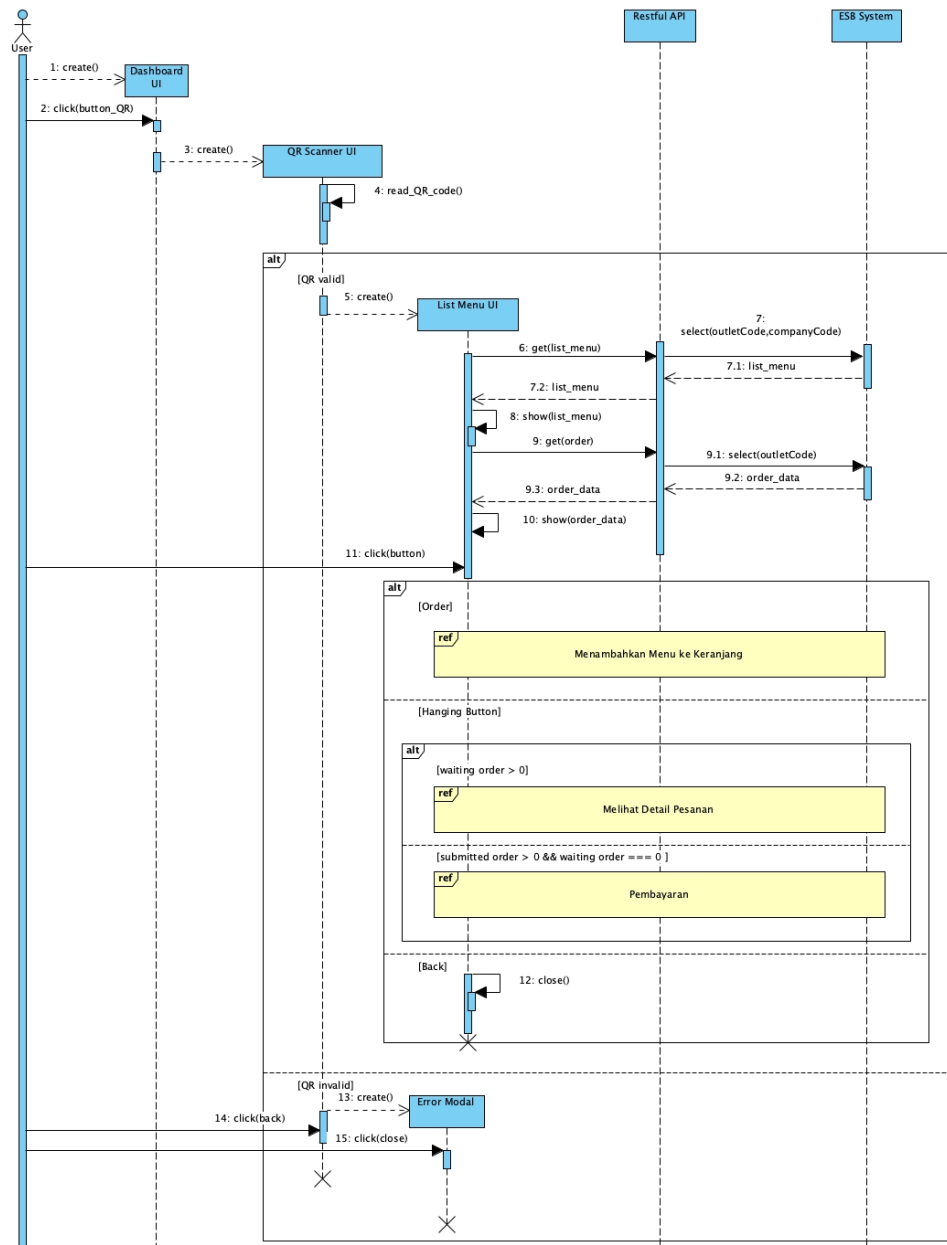 User
Restful API
ESB System
1: create()
Dashboard
UI
2: click(button_QR)
3: create()
QR Scanner UI
4: read_QR_code()
alt
[QR valid]
5: create()
List Menu UI
7:
select(outletCode,companyCode)
6: get(list_menu)
7.1: list_menu
7.2: list_menu
8: show(list_menu)
9: get(order)
9.1: select(outletCode)
9.2: order_data
9.3: order_data
10: show(order_data)
11: click(button)
alt
[Order]
ref
Menambahkan Menu ke Keranjang
[Hanging Button]
alt
[waiting order > 0]
ref
Melihat Detail Pesanan
[submitted order > 0 && waiting order === 0 ]
ref
Pembayaran
[Back]
12: close()
[QR invalid]
13: create()
Error Modal
14: click(back)
15: click(close)